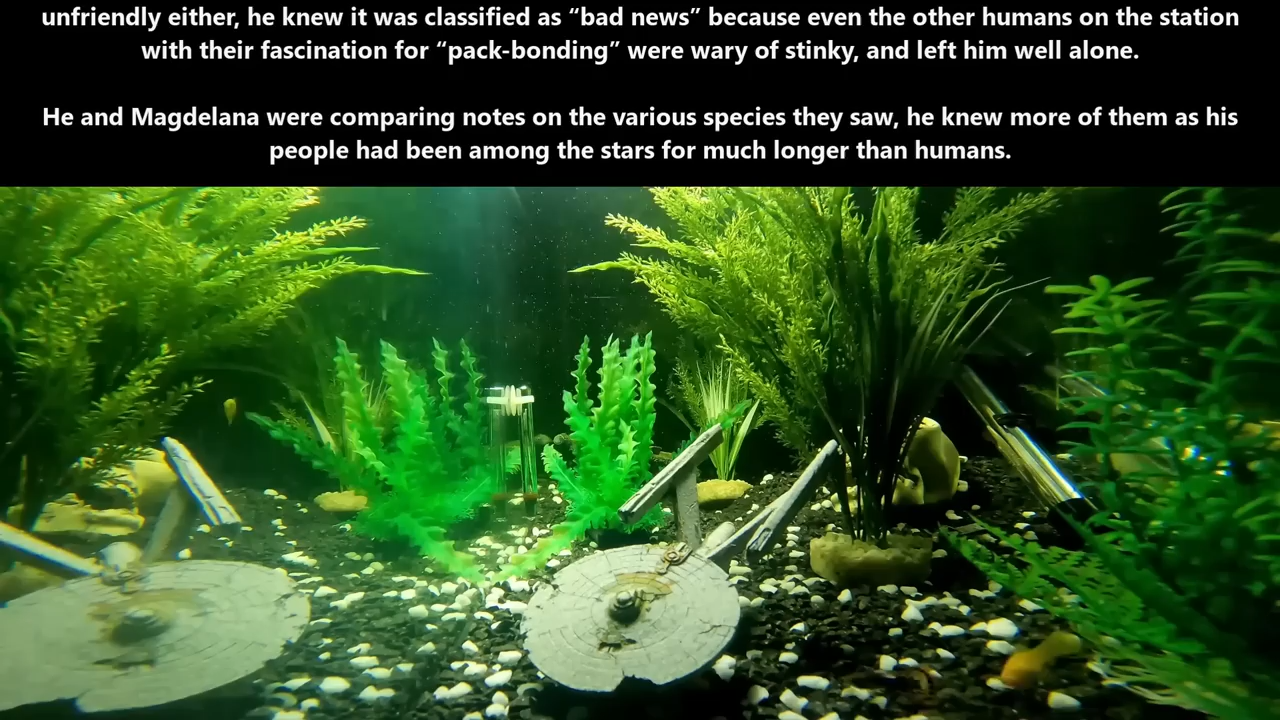 unfriendly either, he knew it was classified as “bad news” because even the other humans on the station
with their fascination for “pack-bonding” were wary of stinky, and left him well alone.
He and Magdelana were comparing notes on the various species they saw, he knew more of them as his
people had been among the stars for much longer than humans.